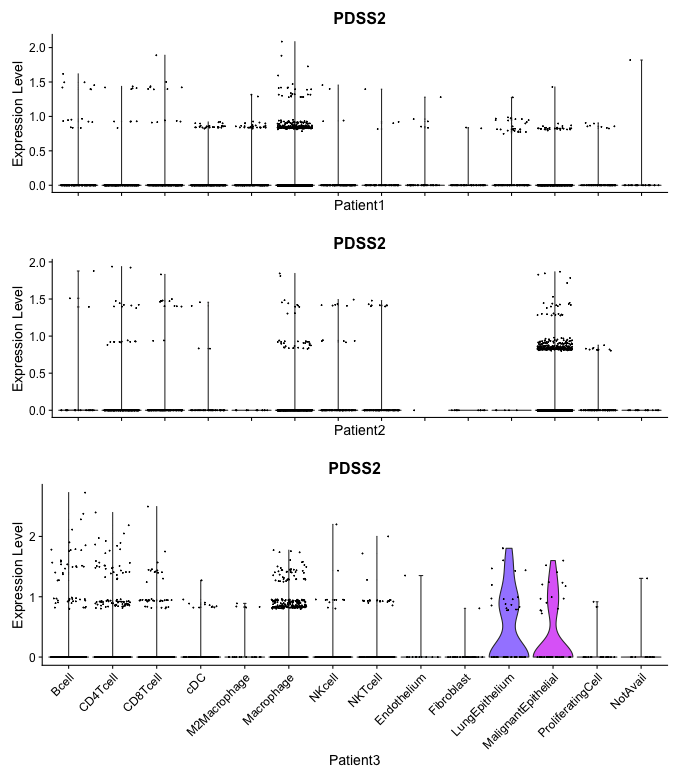 PDSS2
Expression Level
2.0
1.5
1.0
0.5
0.0
Patient1
PDSS2
Expression Level
2.0
1.5
1.0
0.5
0.0
Patient2
PDSS2
Expression Level
2
1
0
Bcell
CD4Tcell
CD8Tcell
cDC
M2Macrophage
Macrophage
NKcell
NKTcell
Endothelium
Fibroblast
LungEpithelium
MalignantEpithelial
ProliferatingCell
NotAvail
Patient3